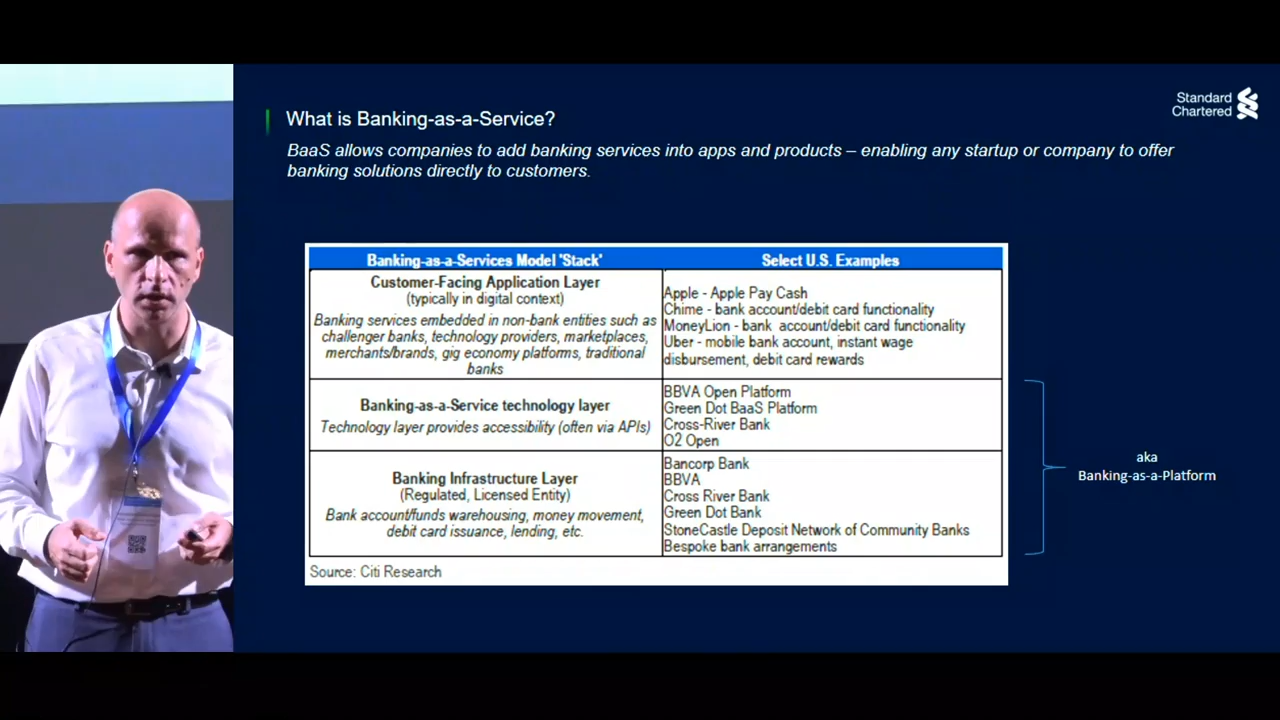 Standard
Chartered
What is Banking-as-a-Service?
BaaS allows companies to add banking services into apps and products – enabling any startup or company to offer
banking solutions directly to customers.
Banking-as-a-Services Model 'Stack'
Select U.S. Examples
Customer-Facing Application Layer
(typically in digital context)
Banking services embedded in non-bank entities such as
challenger banks, technology providers, marketplaces,
merchants/brands, gig economy platforms, traditional
banks
Apple - Apple Pay Cash
Chime - bank account/debit card functionality
MoneyLion - bank account/debit card functionality
Uber - mobile bank account, instant wage
disbursement, debit card rewards
Banking-as-a-Service technology layer
Technology layer provides accessibility (often via APIs)
BBVA Open Platform
Green Dot BaaS Platform
Cross-River Bank
O2 Open
Banking Infrastructure Layer
(Regulated, Licensed Entity)
Bank account/funds warehousing, money movement,
debit card issuance, lending, etc.
Bancorp Bank
BBVA
Cross River Bank
Green Dot Bank
StoneCastle Deposit Network of Community Banks
Bespoke bank arrangements
Source: Citi Research
aka
Banking-as-a-Platform